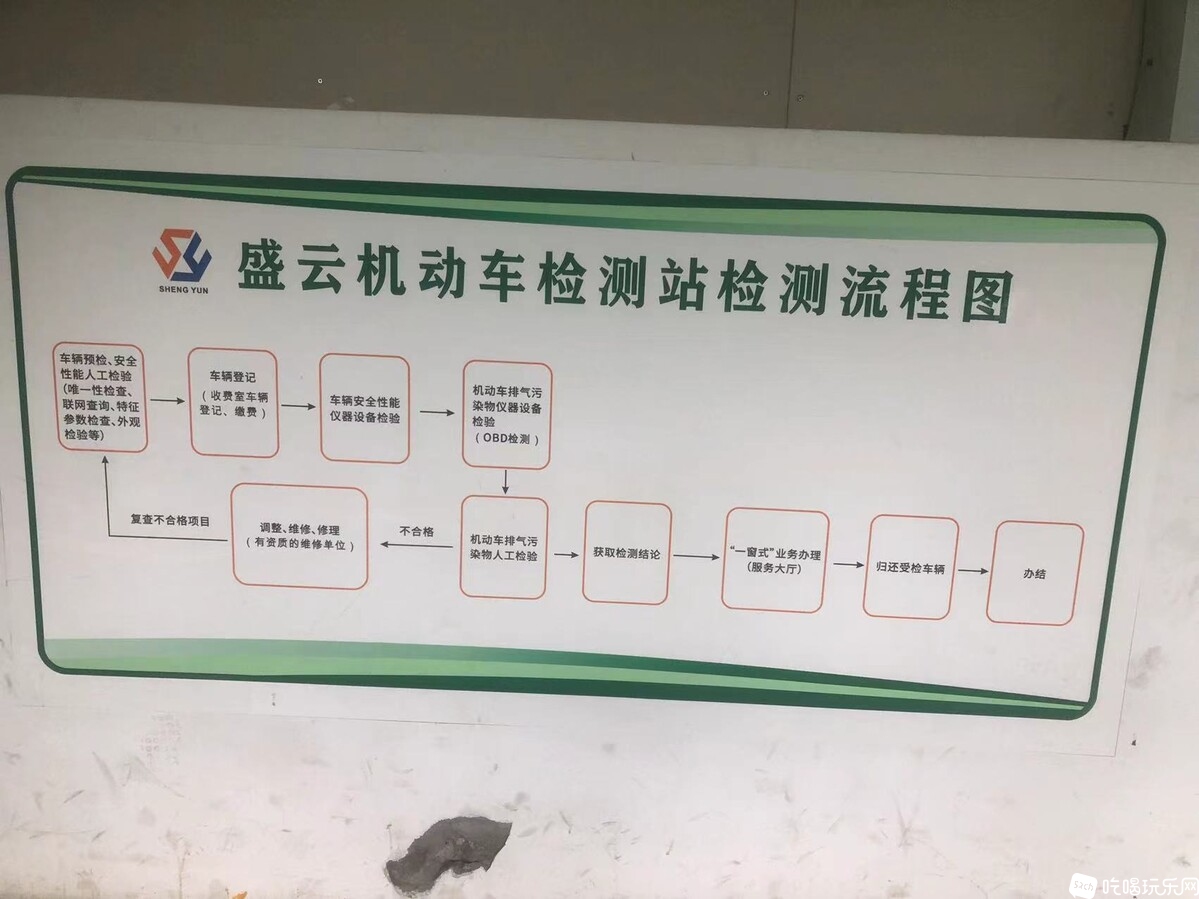 SHENG YUN
盛云机动车检测站检测流程图
车辆预检、安全
性能人工检验
(唯一性检查、
联网查询、特征
参数检查、外观
检验等)
车辆登记
(收费室车辆
登记、缴费)
车辆安全性能
仪器设备检验
机动车排气污
染物仪器设备
检验
(OBD检测)
复查不合格项目
调整、维修、修理
(有资质的维修单位)
不合格
机动车排气污
染物人工检验
获取检测结论
“一窗式”业务办理
(服务大厅)
归还受检车辆
办结
吃喝玩乐网